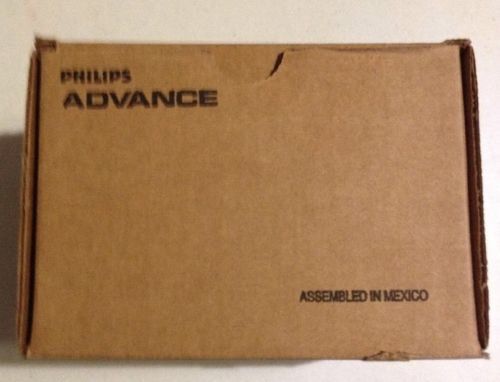 PHILIPS
ADVANCE
ASSEMBLED IN MEXICO